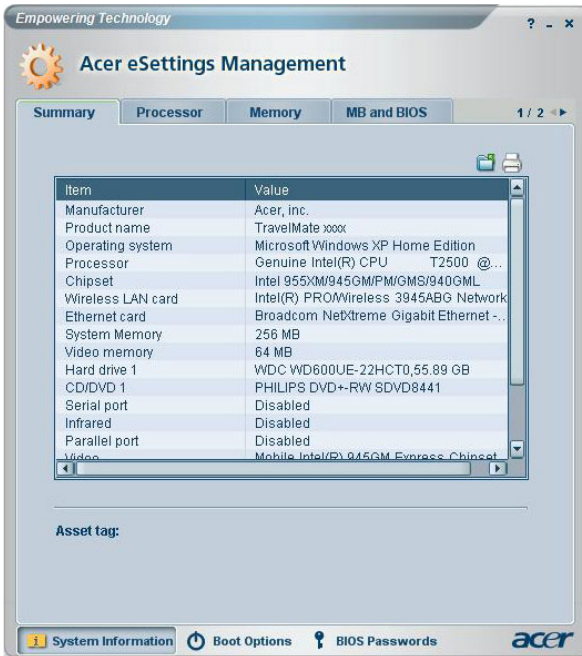 Empowering Technology
? - x
Acer eSettings Management
Summary Processor Memory MB and BIOS 1 / 2
Item Value
Manufacturer Acer, inc.
Product name TravelMate xxxx
Operating system Microsoft Windows XP Home Edition
Processor Genuine Intel(R) CPU T2500 @...
Chipset Intel 955XM/945GM/PM/GMS/940GML
Wireless LAN card Intel(R) PRO/Wireless 3945ABG Network
Ethernet card Broadcom NetXtreme Gigabit Ethernet -...
System Memory 256 MB
Video memory 64 MB
Hard drive 1 WDC WD600UE-22HCT0,55.89 GB
CD/DVD 1 PHILIPS DVD+-RW SDVD8441
Serial port Disabled
Infrared Disabled
Parallel port Disabled
Video Mobile Intel(R) 945GM Express Chipset
Asset tag:
System Information Boot Options BIOS Passwords acer